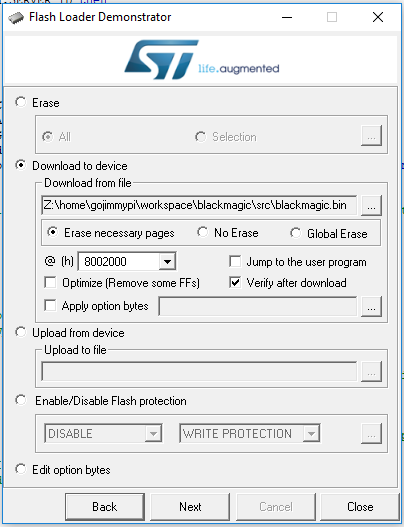 Flash Loader Demonstrator
ST
life.augmented
Erase
All
Selection
...
Download to device
Download from file
Z:\home\gojimmypi\workspace\blackmagic\src\blackmagic.bin
...
Erase necessary pages
No Erase
Global Erase
@ (h)
8002000
Jump to the user program
Optimize (Remove some FFs)
Verify after download
Apply option bytes
...
Upload from device
Upload to file
...
Enable/Disable Flash protection
DISABLE
WRITE PROTECTION
...
Edit option bytes
Back
Next
Cancel
Close